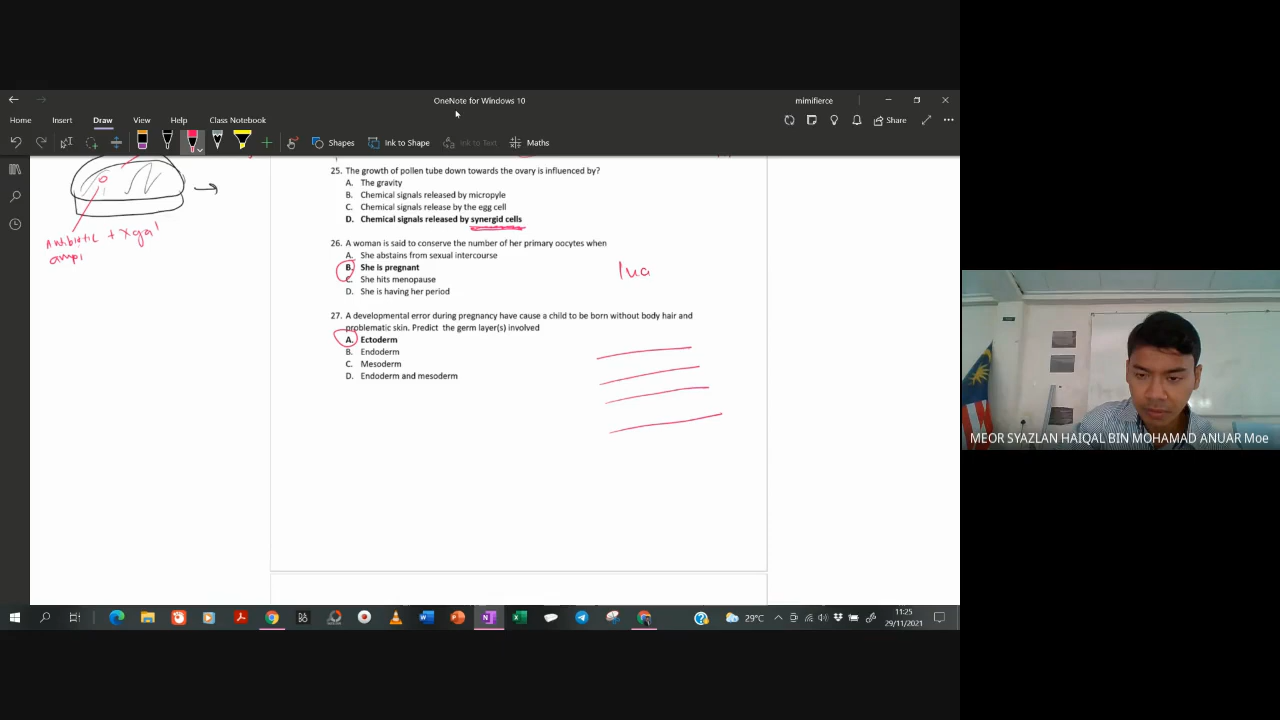 OneNote for Windows 10
mimifierce
Home Insert Draw View Help Class Notebook
Shapes Ink to Shape Ink to Text Maths
Share
25. The growth of pollen tube down towards the ovary is influenced by?
A. The gravity
B. Chemical signals released by micropyle
C. Chemical signals release by the egg cell
D. Chemical signals released by synergid cells
26. A woman is said to conserve the number of her primary oocytes when
A. She abstains from sexual intercourse
B. She is pregnant
C. She hits menopause
D. She is having her period
27. A developmental error during pregnancy have cause a child to be born without body hair and
problematic skin. Predict the germ layer(s) involved
A. Ectoderm
B. Endoderm
C. Mesoderm
D. Endoderm and mesoderm
Antibiotic + xgal
ampi
lua
MEOR SYAZLAN HAIQAL BIN MOHAMAD ANUAR Moe
29°C
11:25
29/11/2021